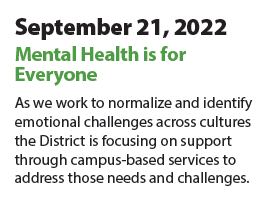 September 21, 2022
Mental Health is for
Everyone
As we work to normalize and identify
emotional challenges across cultures
the District is focusing on support
through campus-based services to
address those needs and challenges.